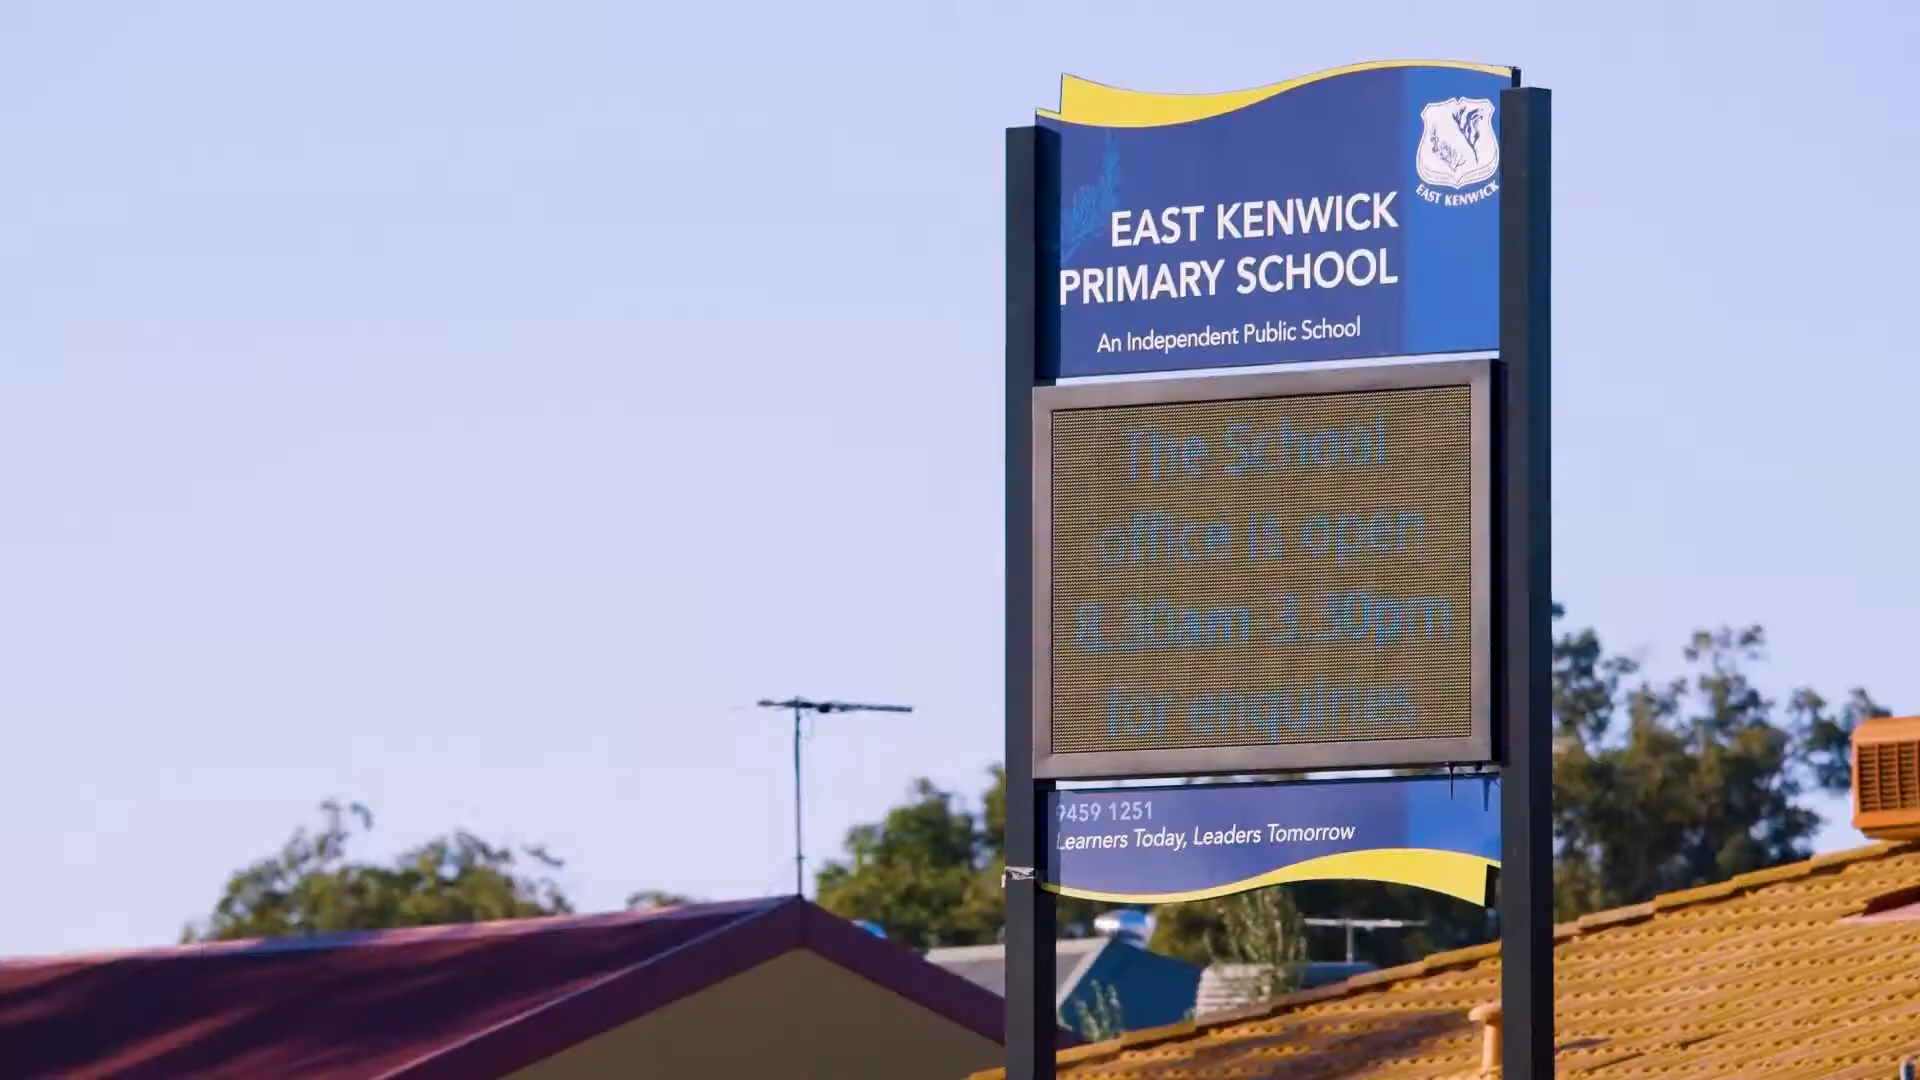 EAST KENWICK
EAST KENWICK
PRIMARY SCHOOL
An Independent Public School
The School
office is open
8.30am-3.30pm
for enquiries
9459 1251
Learners Today, Leaders Tomorrow